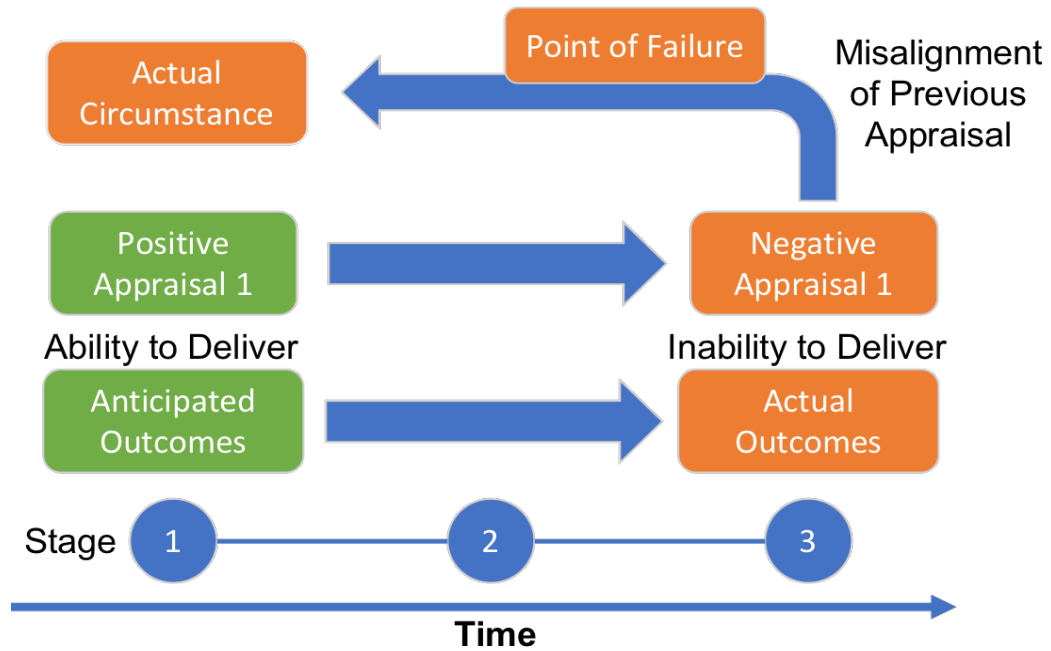 Point of Failure
Actual
Circumstance
Misalignment
of Previous
Appraisal
Positive
Appraisal 1
Negative
Appraisal 1
Ability to Deliver
Inability to Deliver
Anticipated
Outcomes
Actual
Outcomes
Stage
1
2
3
Time